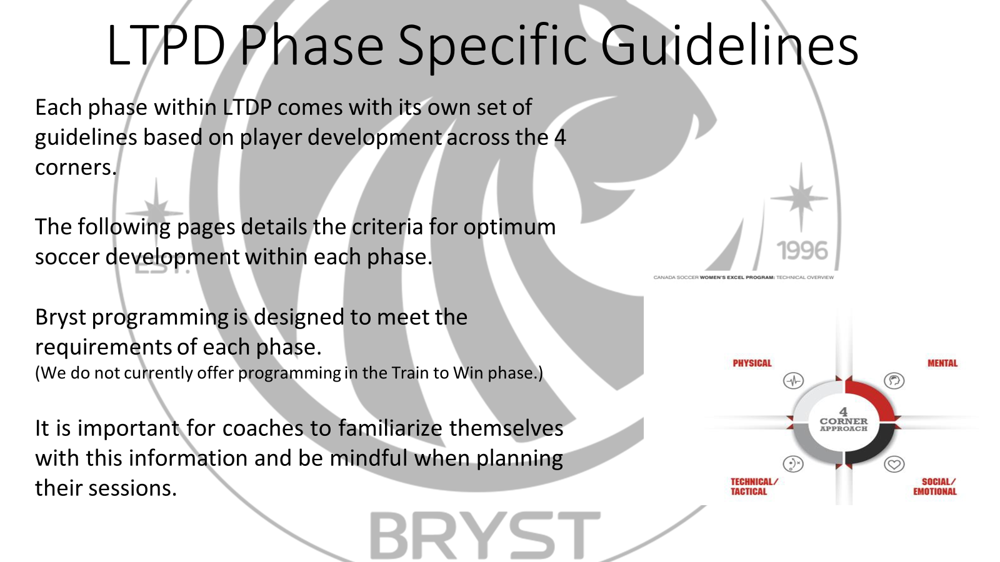 LTPD Phase Specific Guidelines
Each phase within LTDP comes with its own set of
guidelines based on player development across the 4
corners.
The following pages details the criteria for optimum
soccer development within each phase.
Bryst programming is designed to meet the
requirements of each phase.
(We do not currently offer programming in the Train to Win phase.)
It is important for coaches to familiarize themselves
with this information and be mindful when planning
their sessions.
EST.
1996
CANADA SOCCER WOMEN'S EXCEL PROGRAM: TECHNICAL OVERVIEW
PHYSICAL
MENTAL
4
CORNER
APPROACH
TECHNICAL/
TACTICAL
SOCIAL/
EMOTIONAL
BRYST